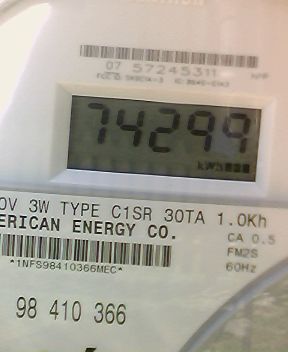 07 57245311
74299
kWh
0V 3W TYPE C1SR 30TA 1.0Kh
ERICAN ENERGY CO.
CA 0.5
FM2S
*1NFS98410366MEC*
60Hz
98 410 366